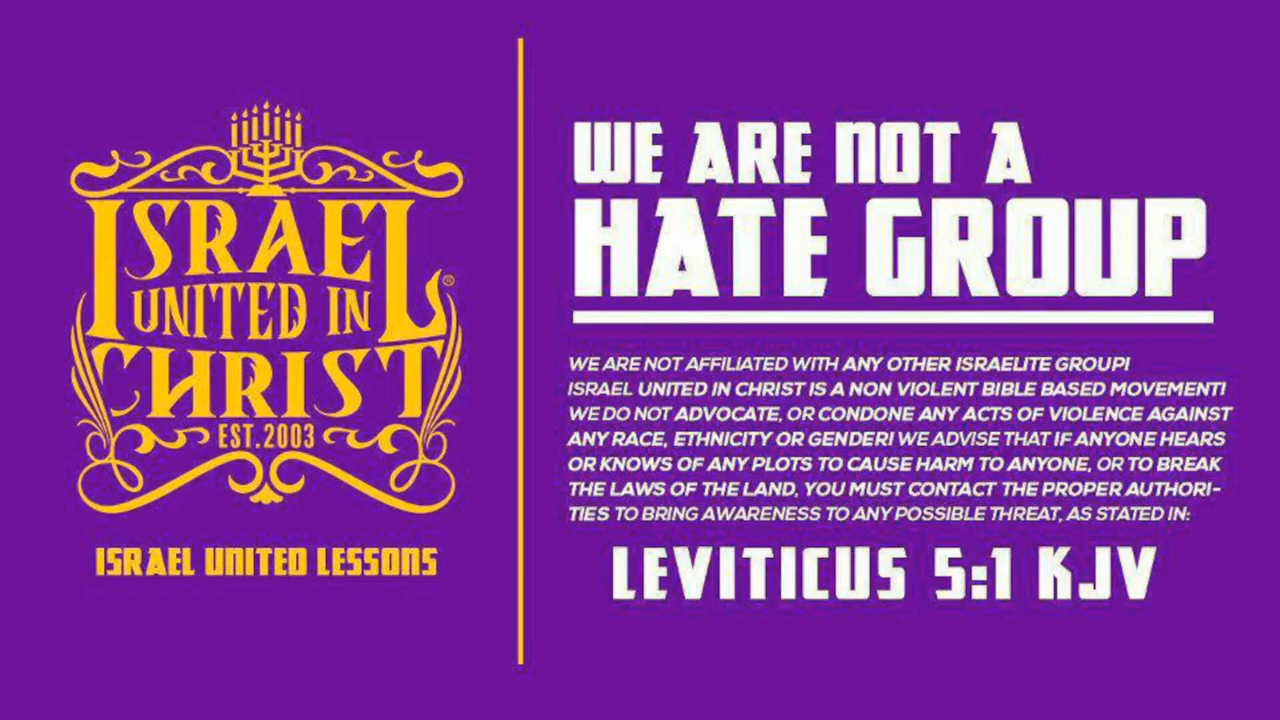 ISRAEL
UNITED IN
CHRIST
EST.2003
ISRAEL UNITED LESSONS
WE ARE NOT A
HATE GROUP
WE ARE NOT AFFILIATED WITH ANY OTHER ISRAELITE GROUP!
ISRAEL UNITED IN CHRIST IS A NON VIOLENT BIBLE BASED MOVEMENT!
WE DO NOT ADVOCATE, OR CONDONE ANY ACTS OF VIOLENCE AGAINST
ANY RACE, ETHNICITY OR GENDER! WE ADVISE THAT IF ANYONE HEARS
OR KNOWS OF ANY PLOTS TO CAUSE HARM TO ANYONE, OR TO BREAK
THE LAWS OF THE LAND, YOU MUST CONTACT THE PROPER AUTHORI-
TIES TO BRING AWARENESS TO ANY POSSIBLE THREAT, AS STATED IN:
LEVITICUS 5:1 KJV